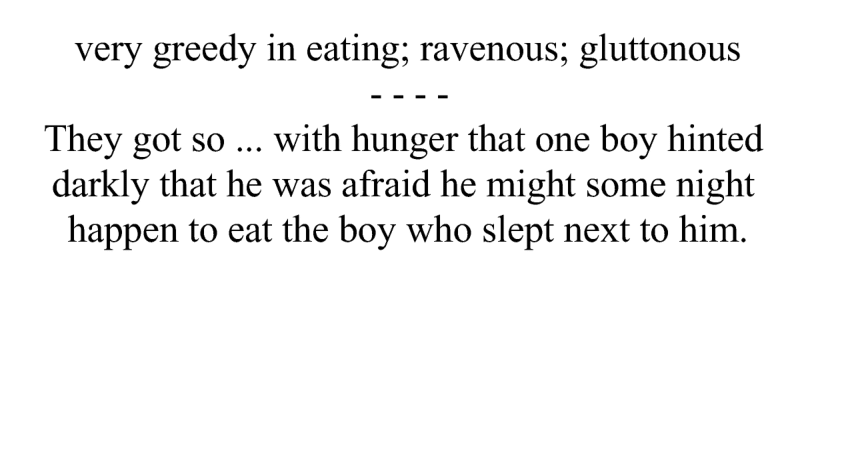 very greedy in eating; ravenous; gluttonous
- - - -
They got so ... with hunger that one boy hinted
darkly that he was afraid he might some night
happen to eat the boy who slept next to him.